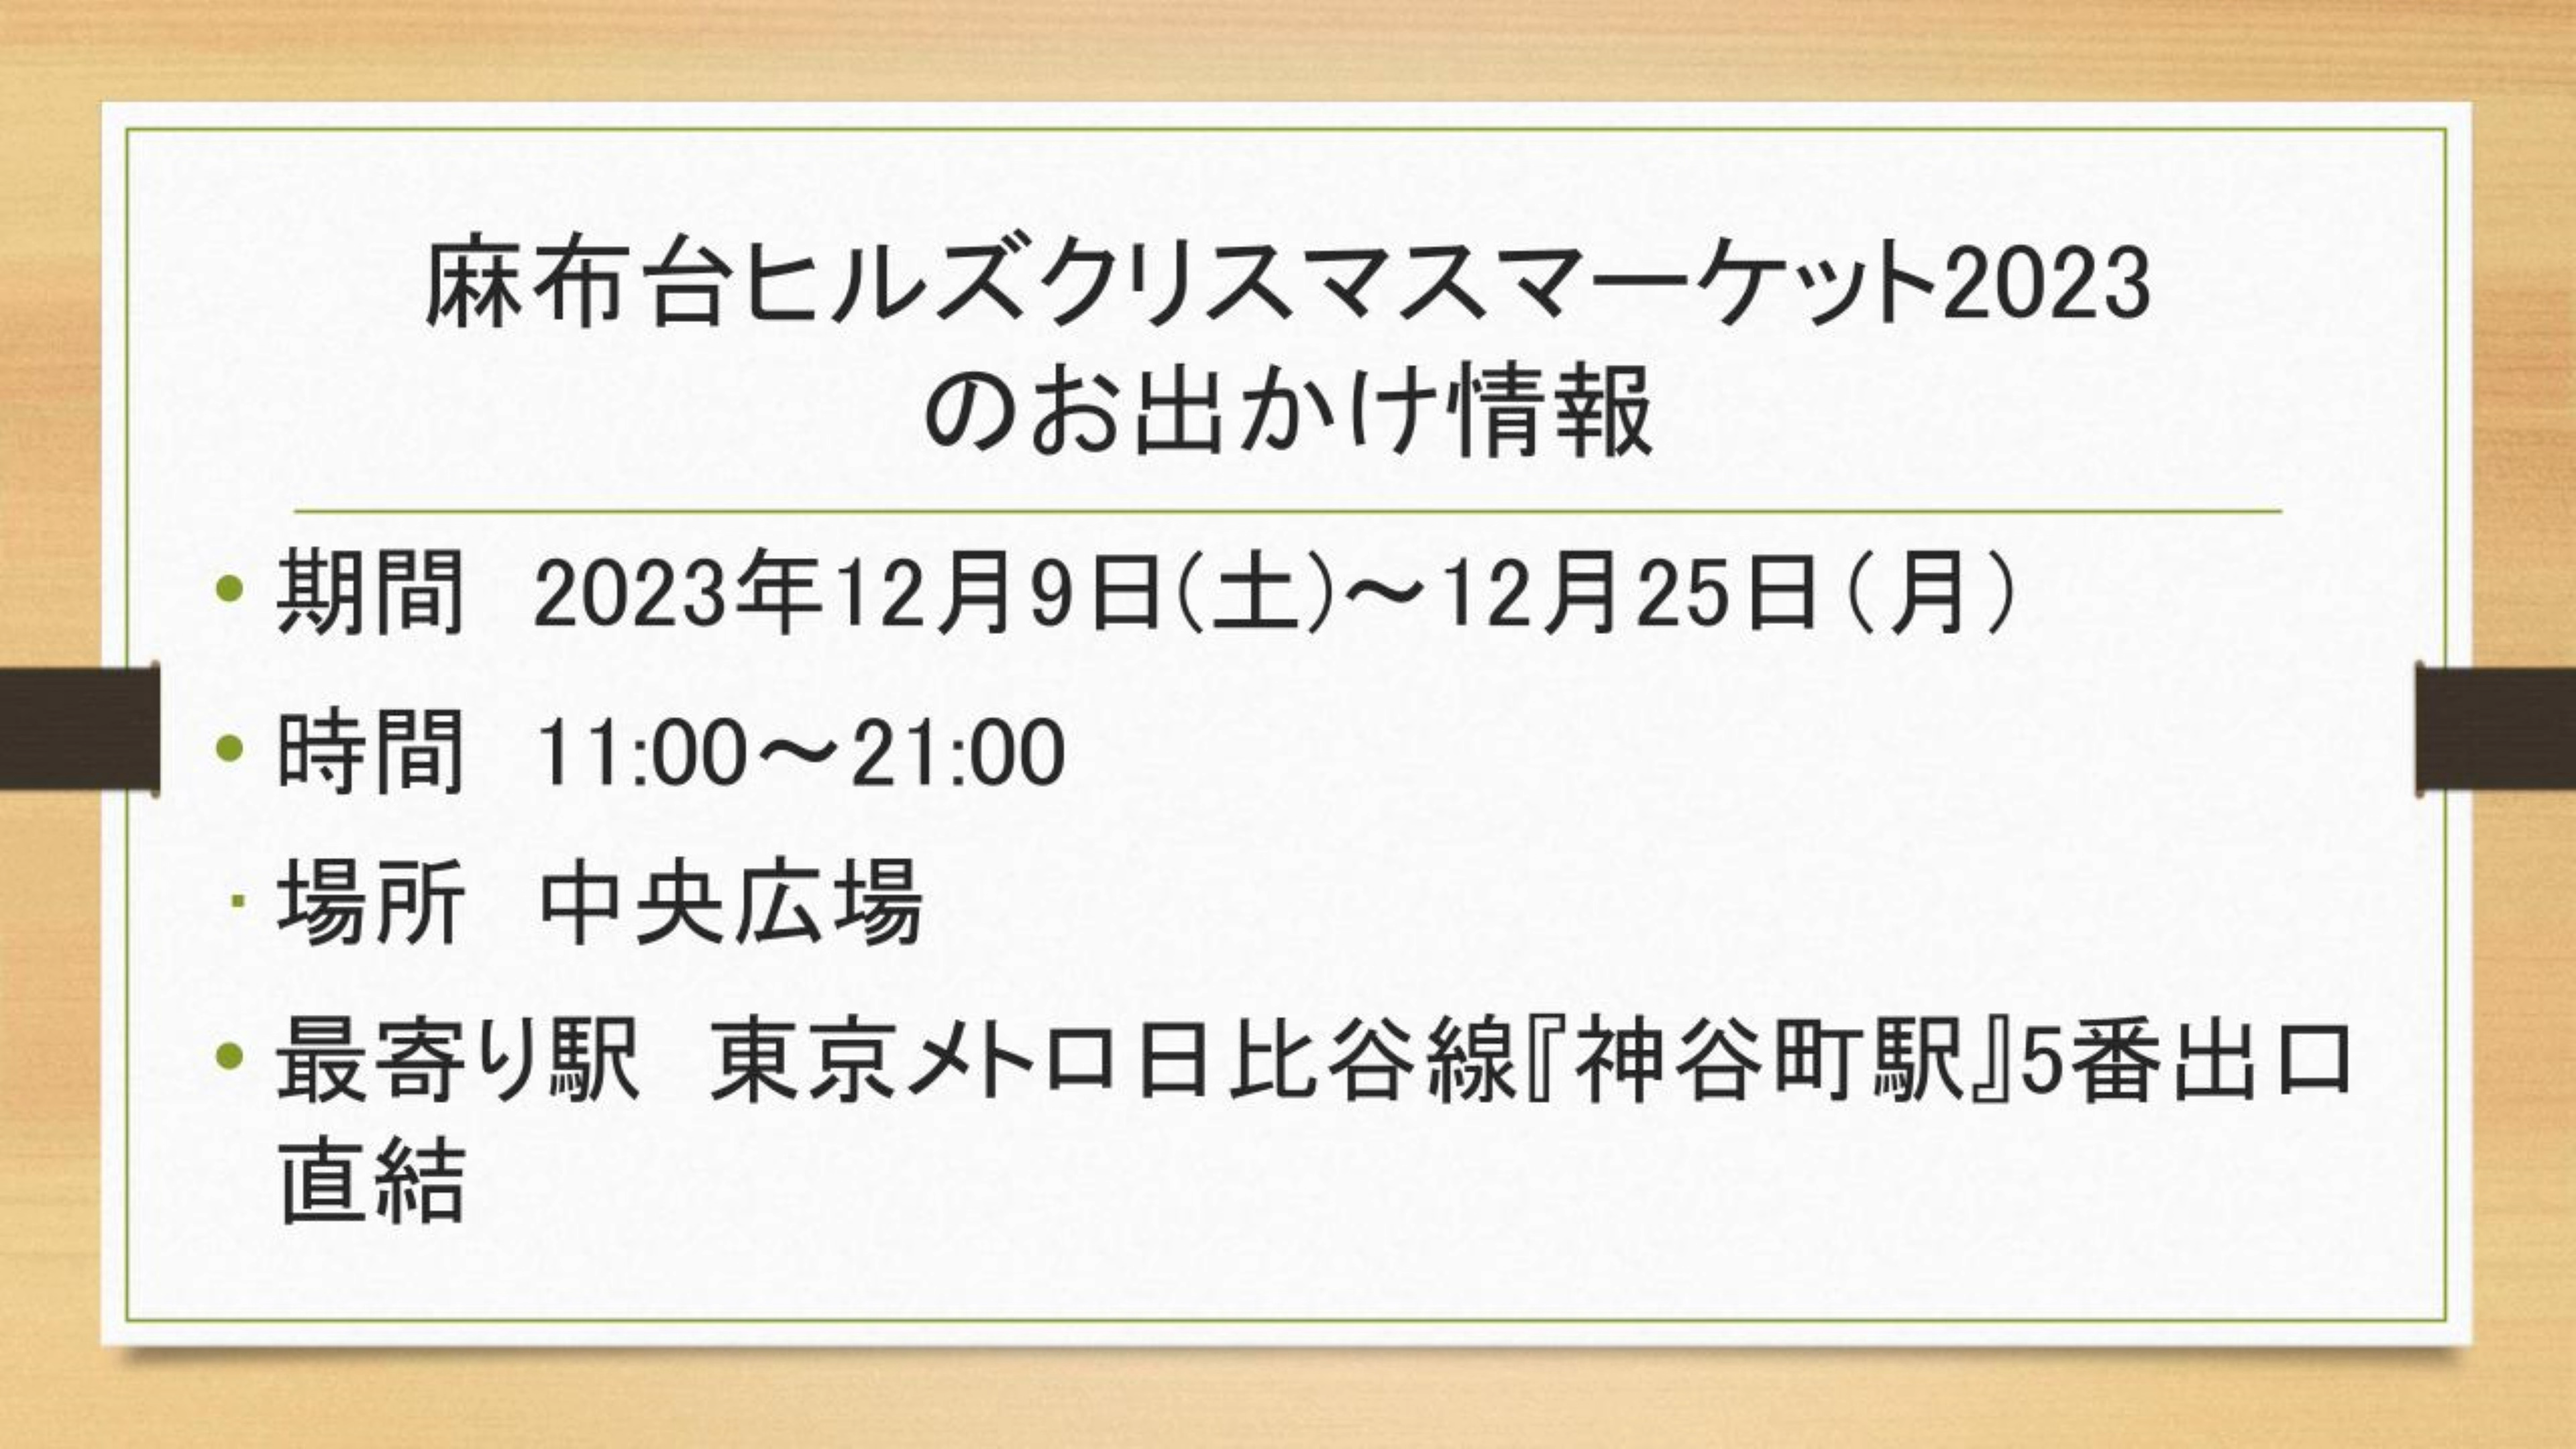 麻布台ヒルズクリスマスマーケット2023
のお出かけ情報
• 期間　2023年12月9日(土)～12月25日（月）
• 時間　11:00～21:00
▪ 場所　中央広場
• 最寄り駅　東京メトロ日比谷線『神谷町駅』5番出口
直結